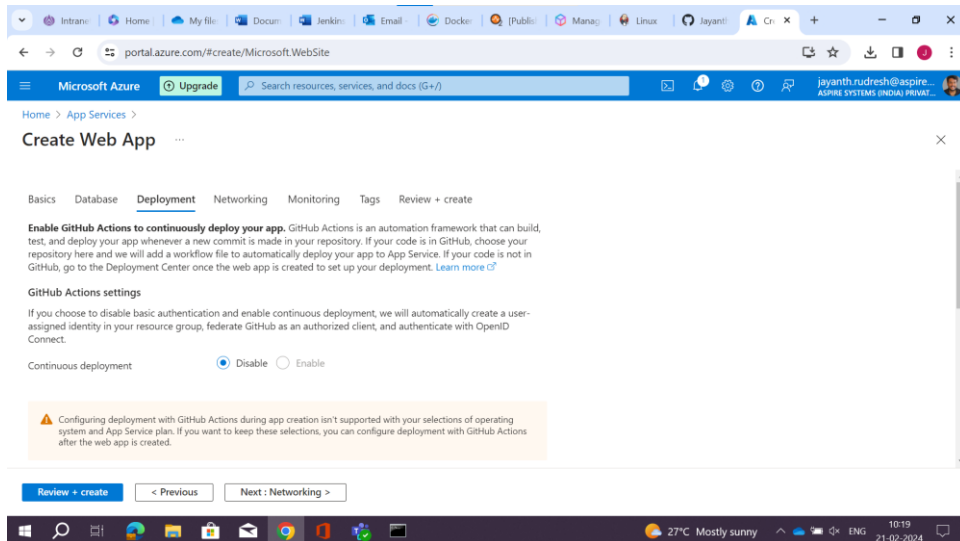 Intrane
Home
My file
Docum
Jenkin
Email
Docker
[Publis
Manag
Linux
Jayant
Cr
portal.azure.com/#create/Microsoft.WebSite
J
Microsoft Azure
Upgrade
Search resources, services, and docs (G+/)
1
jayanth.rudresh@aspire...
ASPIRE SYSTEMS (INDIA) PRIVAT...
Home > App Services >
Create Web App ...
Basics Database Deployment Networking Monitoring Tags Review + create
Enable GitHub Actions to continuously deploy your app. GitHub Actions is an automation framework that can build,
test, and deploy your app whenever a new commit is made in your repository. If your code is in GitHub, choose your
repository here and we will add a workflow file to automatically deploy your app to App Service. If your code is not in
GitHub, go to the Deployment Center once the web app is created to set up your deployment. Learn more
GitHub Actions settings
If you choose to disable basic authentication and enable continuous deployment, we will automatically create a user-
assigned identity in your resource group, federate GitHub as an authorized client, and authenticate with OpenID
Connect.
Continuous deployment Disable Enable
Configuring deployment with GitHub Actions during app creation isn't supported with your selections of operating
system and App Service plan. If you want to keep these selections, you can configure deployment with GitHub Actions
after the web app is created.
Review + create < Previous Next : Networking >
27°C Mostly sunny ENG 10:19
21-02-2024